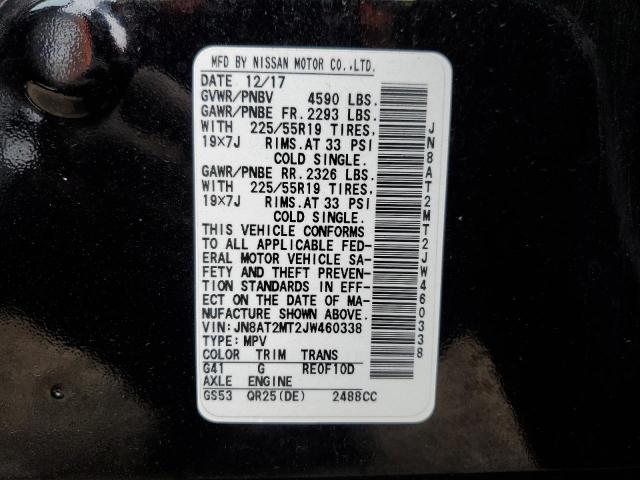 MFD BY NISSAN MOTOR CO.,LTD.
DATE 12/17
GVWR/PNBV 4590 LBS.
GAWR/PNBE FR. 2293 LBS.
WITH 225/55R19 TIRES,
19×7J RIMS.AT 33 PSI
COLD SINGLE.
GAWR/PNBE RR. 2326 LBS.
WITH 225/55R19 TIRES,
19×7J RIMS.AT 33 PSI
COLD SINGLE.
THIS VEHICLE CONFORMS
TO ALL APPLICABLE FED-
ERAL MOTOR VEHICLE SA-
FETY AND THEFT PREVEN-
TION STANDARDS IN EFF-
ECT ON THE DATE OF MA-
NUFACTURE SHOWN ABOVE.
VIN:JN8AT2MT2JW460338
TYPE: MPV
COLOR TRIM TRANS
G41 G RE0F10D
AXLE ENGINE
GS53 QR25(DE) 2488CC
JN8AT2MT2JW460338